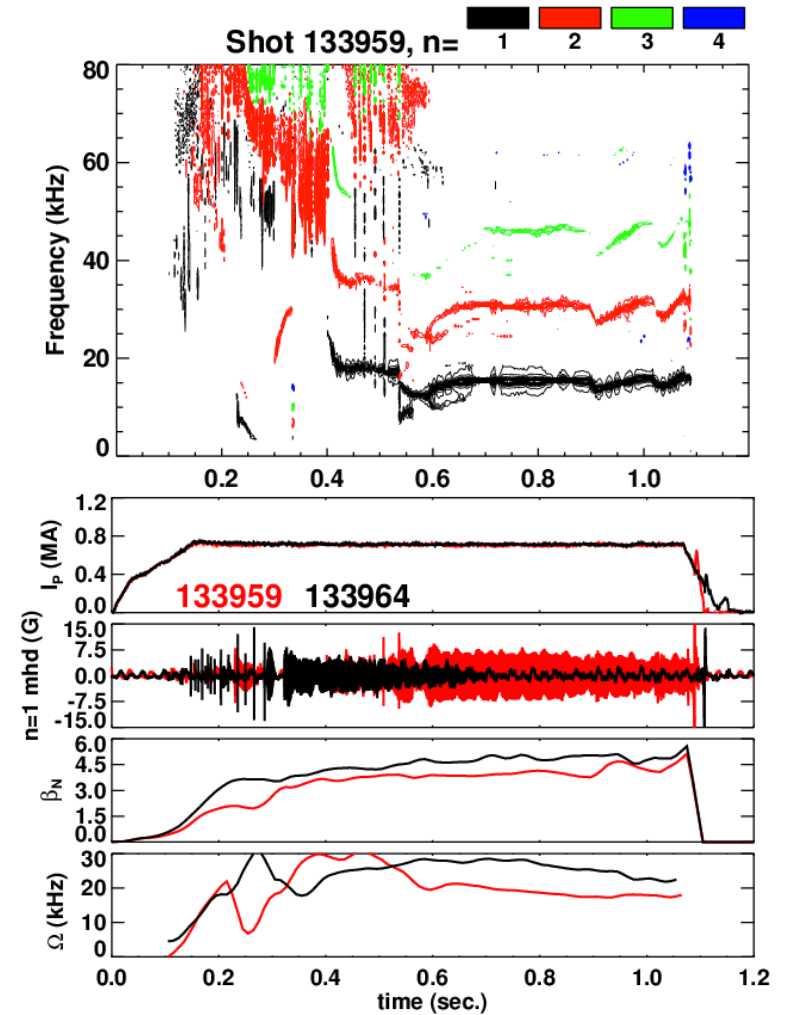 Shot 133959, n=
1 2 3 4
Frequency (kHz)
80
60
40
20
0
0.2 0.4 0.6 0.8 1.0
I_P (MA)
1.2
0.8
0.4
0.0
133959 133964
n=1 mhd (G)
15.0
7.5
0.0
-7.5
-15.0
β_N
6.0
4.5
3.0
1.5
0.0
Ω (kHz)
30
20
10
0
0.0 0.2 0.4 0.6 0.8 1.0 1.2
time (sec.)